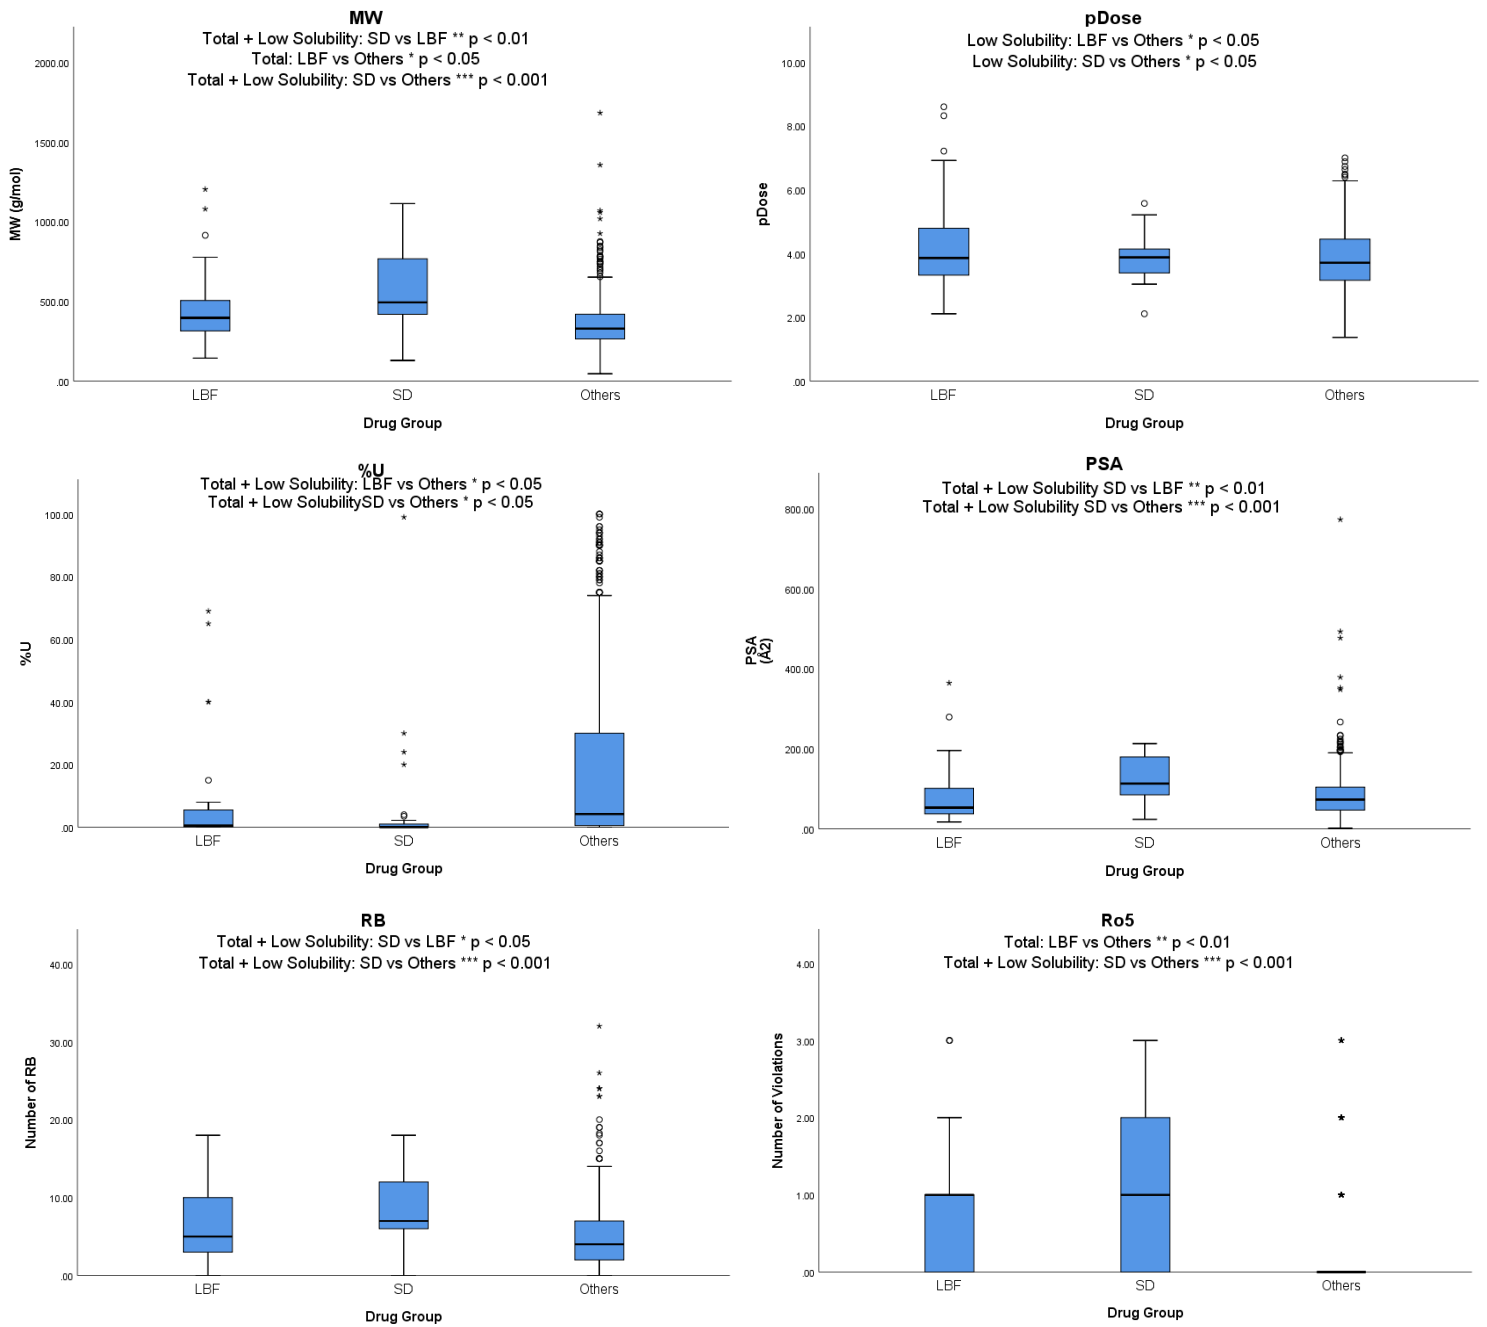 MW
Total + Low Solubility: SD vs LBF ** p < 0.01
Total: LBF vs Others * p < 0.05
Total + Low Solubility: SD vs Others *** p < 0.001
2000.00
1500.00
1000.00
500.00
.00
MW (g/mol)
LBF
SD
Others
Drug Group
pDose
Low Solubility: LBF vs Others * p < 0.05
Low Solubility: SD vs Others * p < 0.05
10.00
8.00
6.00
4.00
2.00
.00
pDose
LBF
SD
Others
Drug Group
%U
Total + Low Solubility: LBF vs Others * p < 0.05
Total + Low SolubilitySD vs Others * p < 0.05
100.00
80.00
60.00
40.00
20.00
.00
%U
LBF
SD
Others
Drug Group
PSA
Total + Low Solubility SD vs LBF ** p < 0.01
Total + Low Solubility SD vs Others *** p < 0.001
800.00
600.00
400.00
200.00
.00
PSA
(Å2)
LBF
SD
Others
Drug Group
RB
Total + Low Solubility: SD vs LBF * p < 0.05
Total + Low Solubility: SD vs Others *** p < 0.001
40.00
30.00
20.00
10.00
.00
Number of RB
LBF
SD
Others
Drug Group
Ro5
Total: LBF vs Others ** p < 0.01
Total + Low Solubility: SD vs Others *** p < 0.001
4.00
3.00
2.00
1.00
.00
Number of Violations
LBF
SD
Others
Drug Group